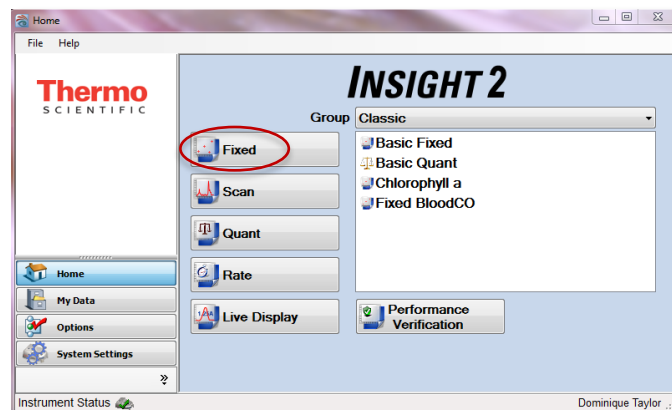 Home
File Help
Thermo
SCIENTIFIC
INSIGHT 2
Group Classic
Fixed
Scan
Quant
Rate
Live Display
Basic Fixed
Basic Quant
Chlorophyll a
Fixed BloodCO
Performance
Verification
Home
My Data
Options
System Settings
Instrument Status
Dominique Taylor